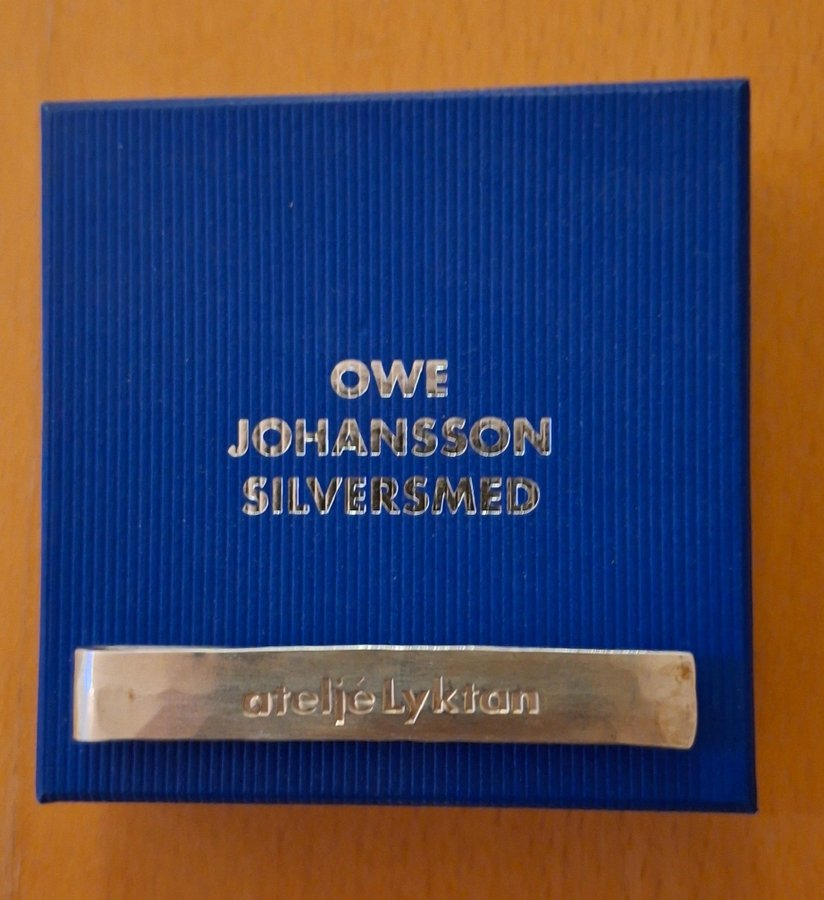 OWE
JOHANSSON
SILVERSMED
ateljé Lyktan